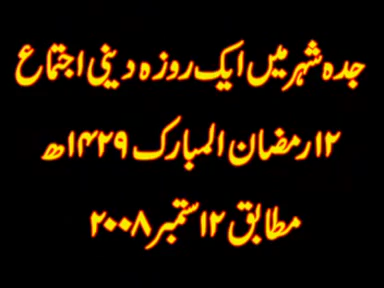 جدہ شہر میں ایک روزہ دینی اجتماع
۱۲ رمضان المبارک ۱۴۲۹ھ
مطابق ۱۲ ستمبر ۲۰۰۸